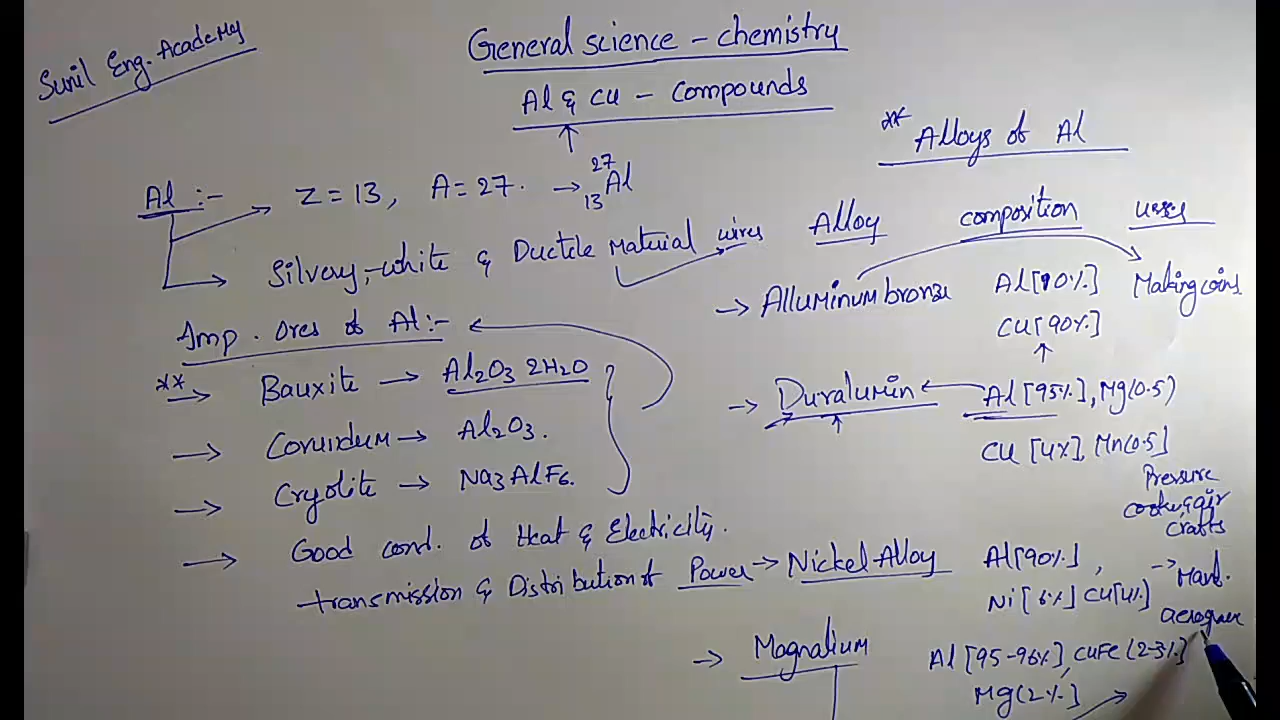 Sunil Eng. Academy
General science - chemistry
Al & Cu - Compounds
Al :- Z = 13, A = 27. → 27 13 Al
Silvery-white & Ductile Material wires
Imp. Ores of Al :-
** → Bauxite → Al2O3 2H2O
→ Corundum → Al2O3.
→ Cryolite → Na3AlF6.
→ Good cond. of Heat & Electricity.
transmission & Distribution of Power
** Alloys of Al
Alloy composition uses
→ Alluminum bronze Al[10%] Making coins
Cu[90%]
→ Duralumin Al[95%], Mg(0.5)
Cu[4%], Mn(0.5]
Pressure
cooker, air
crafts
→ Nickel-Alloy Al[90%], → Manf.
Ni[6%] Cu[4%]
→ Magnalium Al[95-96%], CuFe(2-3%]
Mg(2%]